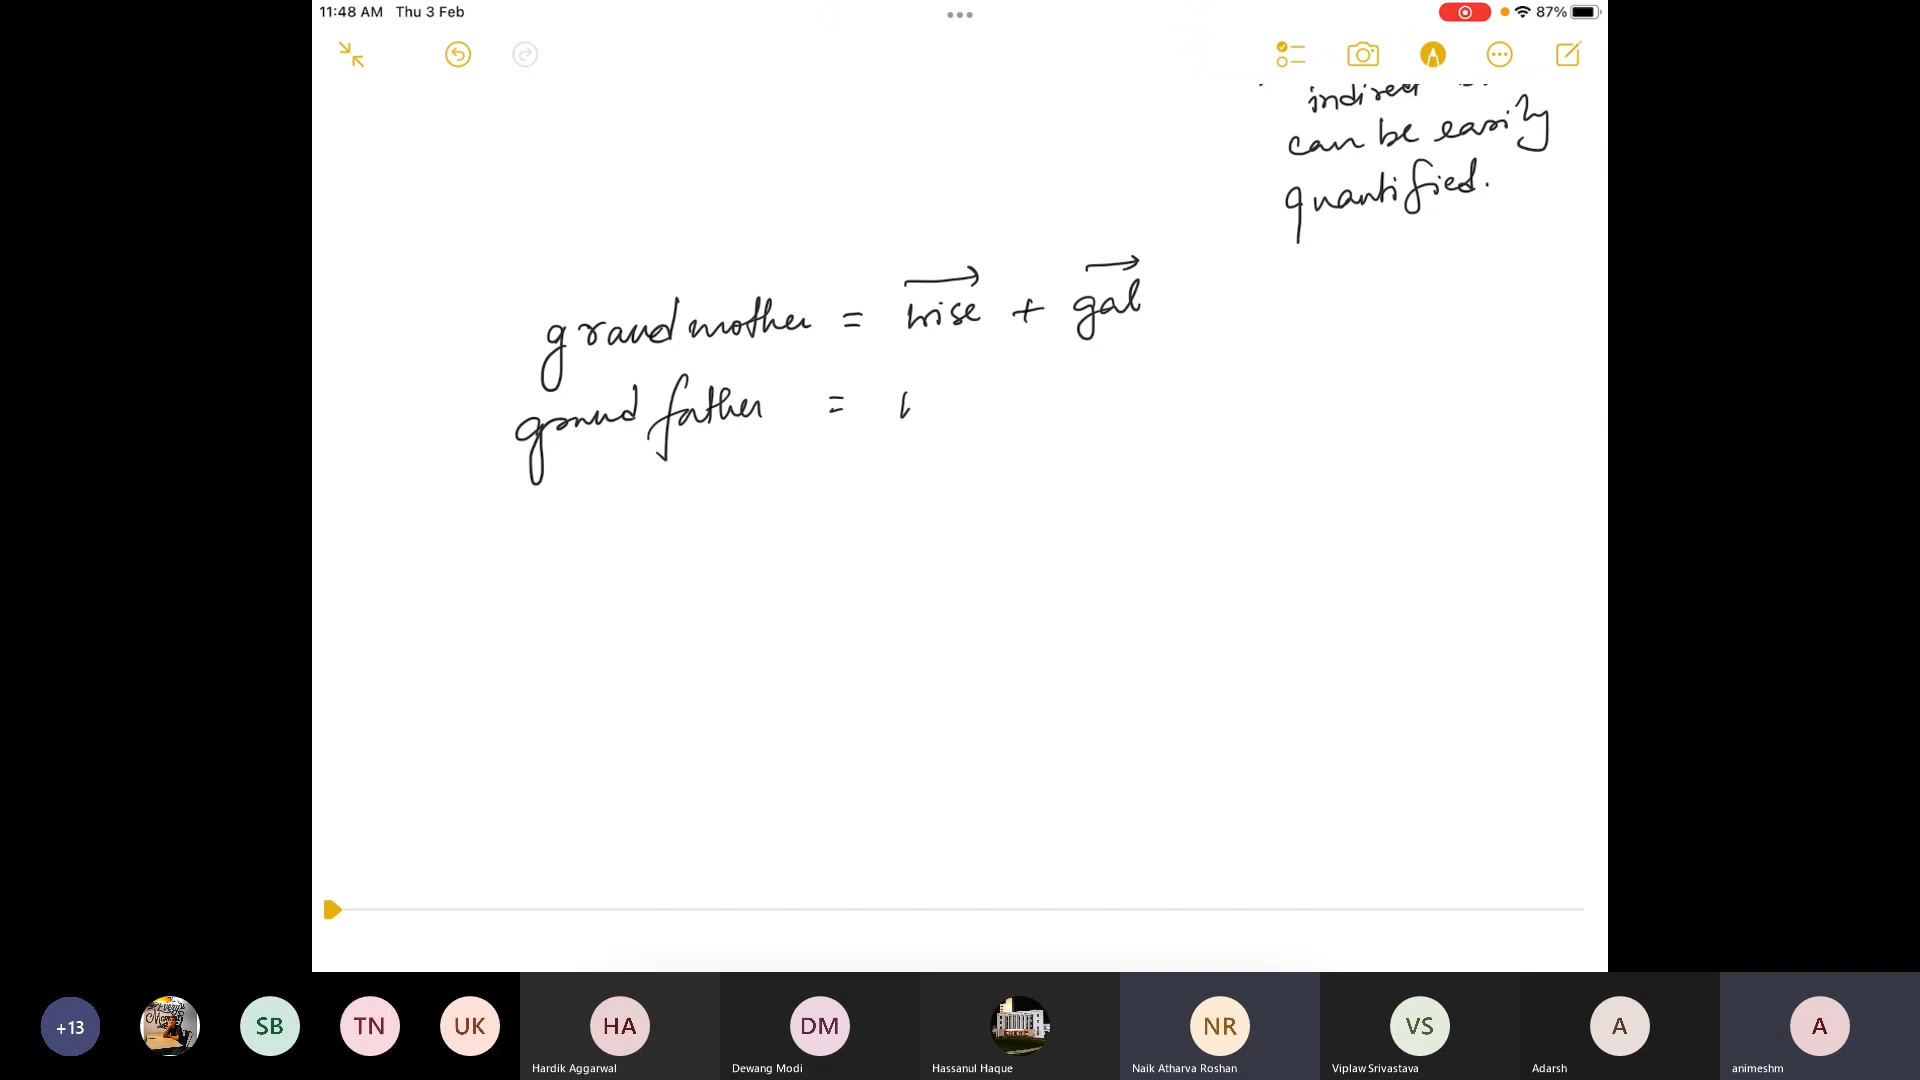 11:48 AM Thu 3 Feb
87%
indirect
can be easily
quantified.
grandmother = wise + gal
grand father =
+13
SB
TN
UK
HA
DM
NR
VS
A
A
Hardik Aggarwal
Dewang Modi
Hassanul Haque
Naik Atharva Roshan
Viplaw Srivastava
Adarsh
animeshm